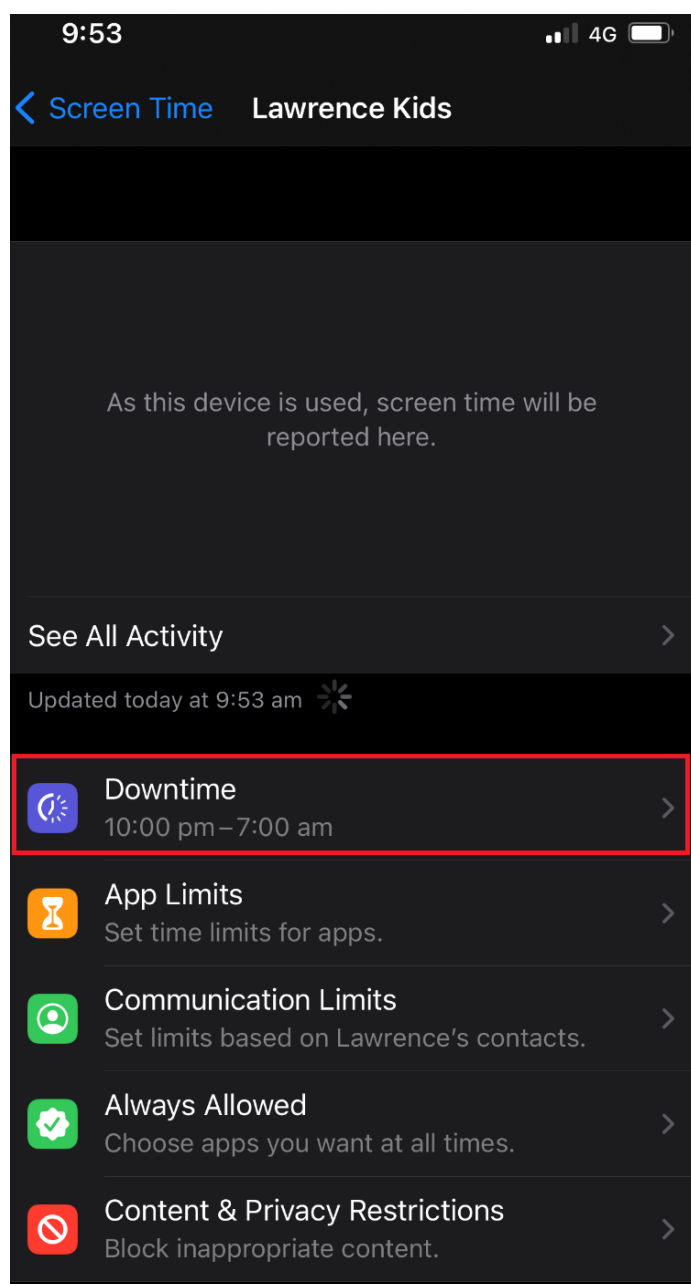 9:53 4G
Screen Time Lawrence Kids
As this device is used, screen time will be
reported here.
See All Activity
Updated today at 9:53 am
Downtime
10:00 pm – 7:00 am
App Limits
Set time limits for apps.
Communication Limits
Set limits based on Lawrence's contacts.
Always Allowed
Choose apps you want at all times.
Content & Privacy Restrictions
Block inappropriate content.